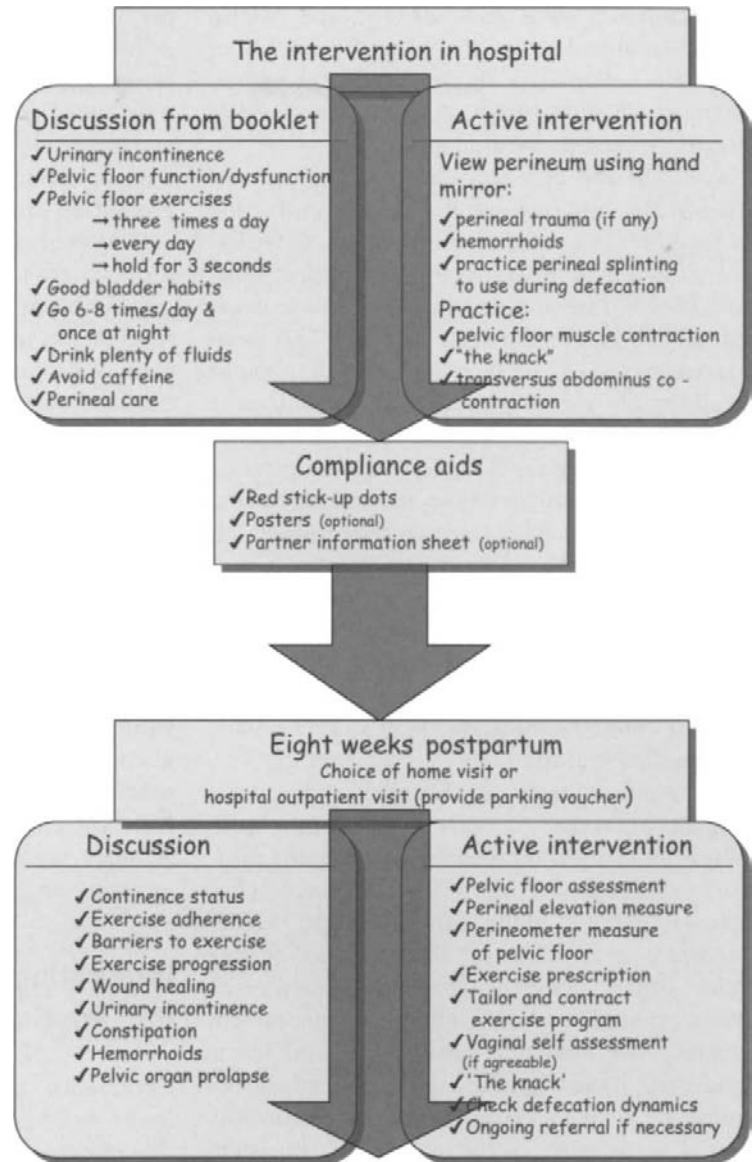 The intervention in hospital
Discussion from booklet
✓Urinary incontinence
✓Pelvic floor function/dysfunction
✓Pelvic floor exercises
→three times a day
→every day
→hold for 3 seconds
✓Good bladder habits
✓Go 6-8 times/day &
once at night
✓Drink plenty of fluids
✓Avoid caffeine
✓Perineal care
Active intervention
View perineum using hand
mirror:
✓perineal trauma (if any)
✓hemorrhoids
✓practice perineal splinting
to use during defecation
Practice:
✓pelvic floor muscle contraction
✓"the knack"
✓transversus abdominus co -
contraction
Compliance aids
✓Red stick-up dots
✓Posters (optional)
✓Partner information sheet (optional)
Eight weeks postpartum
Choice of home visit or
hospital outpatient visit (provide parking voucher)
Discussion
✓Continence status
✓Exercise adherence
✓Barriers to exercise
✓Exercise progression
✓Wound healing
✓Urinary incontinence
✓Constipation
✓Hemorrhoids
✓Pelvic organ prolapse
Active intervention
✓Pelvic floor assessment
✓Perineal elevation measure
✓Perineometer measure
of pelvic floor
✓Exercise prescription
✓Tailor and contract
exercise program
✓Vaginal self assessment
(if agreeable)
✓'The knack'
✓Check defecation dynamics
✓Ongoing referral if necessary